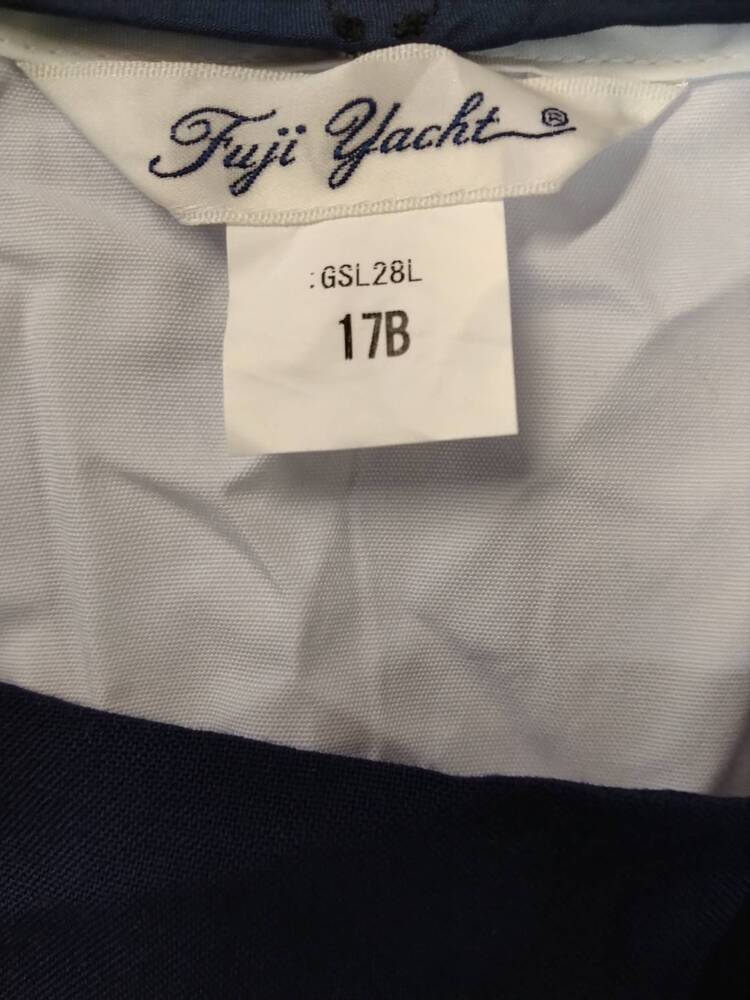 Fuji Yacht®
:GSL28L
17B